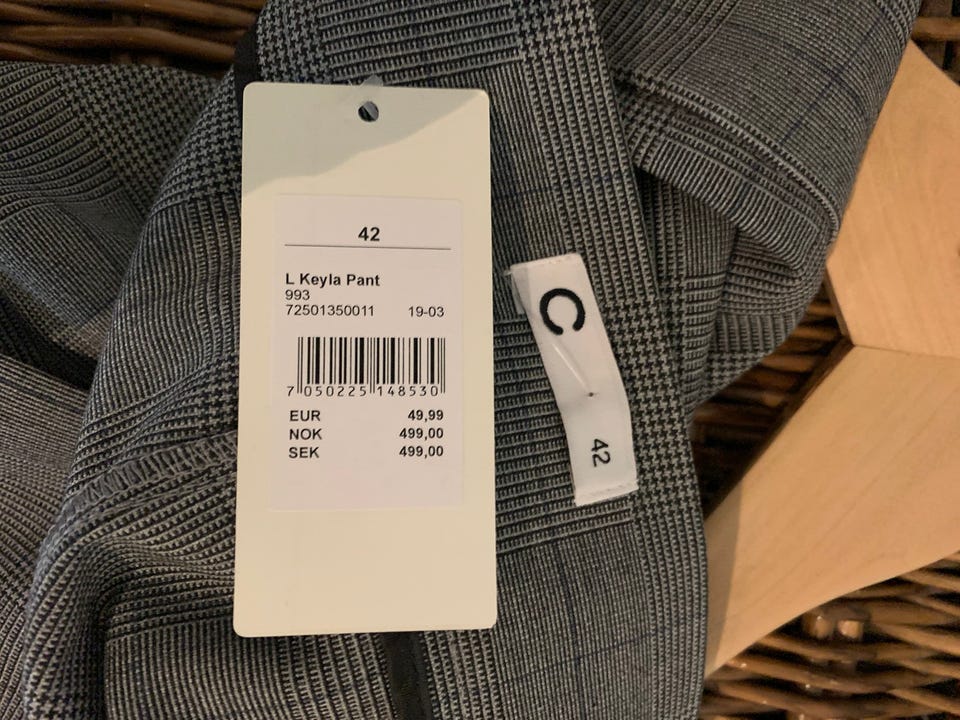 42
L Keyla Pant
993
72501350011 19-03
7 050225 148530
EUR 49,99
NOK 499,00
SEK 499,00
C
42